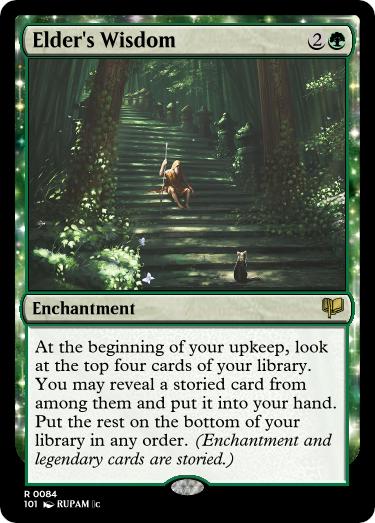 Elder's Wisdom 2
Enchantment
At the beginning of your upkeep, look
at the top four cards of your library.
You may reveal a storied card from
among them and put it into your hand.
Put the rest on the bottom of your
library in any order. (Enchantment and
legendary cards are storied.)
R 0084
101 RUPAM